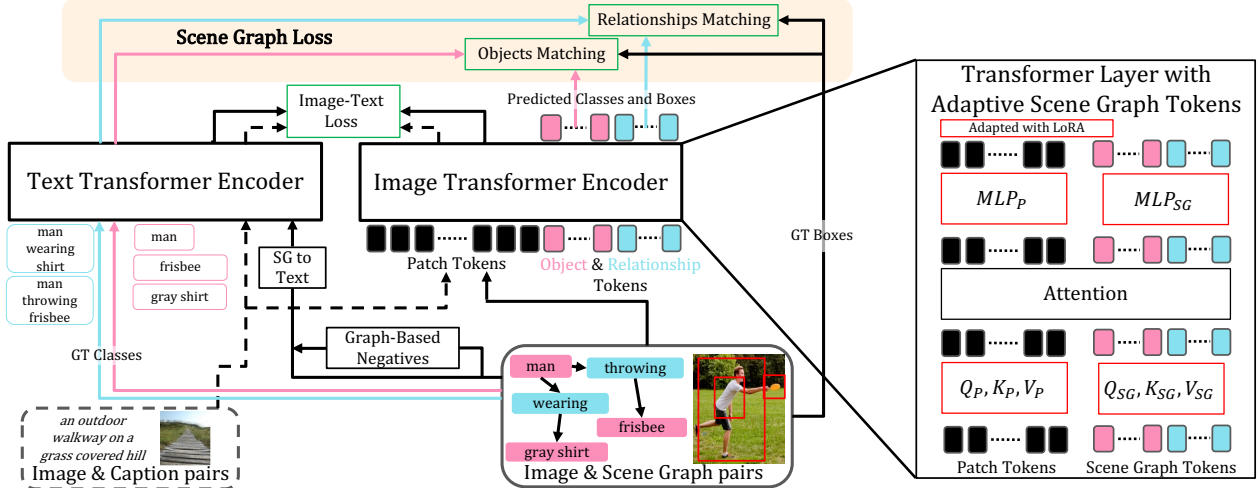 Relationships Matching
Scene Graph Loss
Objects Matching
Image-Text
Loss
Predicted Classes and Boxes
Text Transformer Encoder
Image Transformer Encoder
man
wearing
shirt
man
throwing
frisbee
man
frisbee
gray shirt
SG to
Text
Patch Tokens
Object & Relationship
Tokens
GT Boxes
GT Classes
Graph-Based
Negatives
an outdoor
walkway on a
grass covered hill
Image & Caption pairs
man
throwing
wearing
frisbee
gray shirt
Image & Scene Graph pairs
Transformer Layer with
Adaptive Scene Graph Tokens
Adapted with LoRA
MLP_P
MLP_SG
Attention
Q_P, K_P, V_P
Q_SG, K_SG, V_SG
Patch Tokens
Scene Graph Tokens